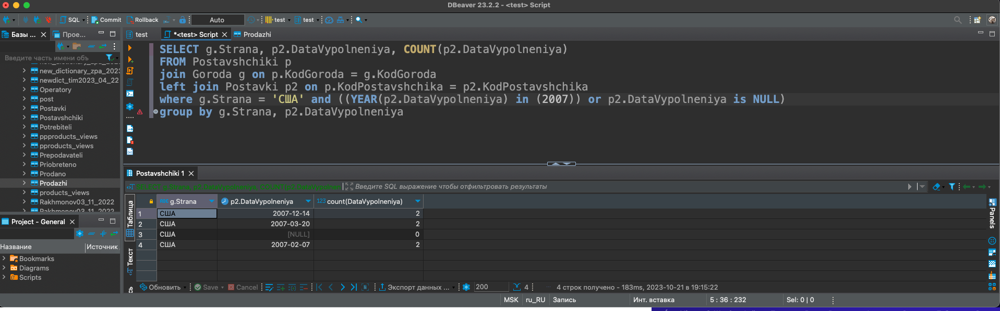 DBeaver 23.2.2 - <test> Script
SQL Commit Rollback Auto test test
Базы ... Прое...
test *<test> Script Prodazhi
Введите часть имени объ
new_dictionary_zpa_2023
newdict_tim2023_04_22
Operatory
post
Postavki
Postavshchiki
Potrebiteli
ppproducts_views
pproducts_views
Prepodavateli
Priobreteno
Prodano
Prodazhi
products_views
Rakhmonov03_11_2022
Rakhmonov03_11_2022
SELECT g.Strana, p2.DataVypolneniya, COUNT(p2.DataVypolneniya)
FROM Postavshchiki p
join Goroda g on p.KodGoroda = g.KodGoroda
left join Postavki p2 on p.KodPostavshchika = p2.KodPostavshchika
where g.Strana = 'США' and ((YEAR(p2.DataVypolneniya) in (2007)) or p2.DataVypolneniya is NULL)
group by g.Strana, p2.DataVypolneniya
Project - General
Название Источник
Bookmarks
Diagrams
Scripts
Postavshchiki 1
SELECT g.Strana, p2.DataVypolneniya, COUNT(p2.DataVypolnen Введите SQL выражение чтобы отфильтровать результаты
Таблица
Текст
g.Strana p2.DataVypolneniya 123 count(DataVypolneniya)
1 США 2007-12-14 2
2 США 2007-03-20 2
3 США [NULL] 0
4 США 2007-02-07 2
Panels
Обновить Save Cancel Экспорт данных ... 200 4 4 строк получено - 183ms, 2023-10-21 в 19:15:22
MSK ru_RU Запись Инт. вставка 5 : 36 : 232 Sel: 0 | 0